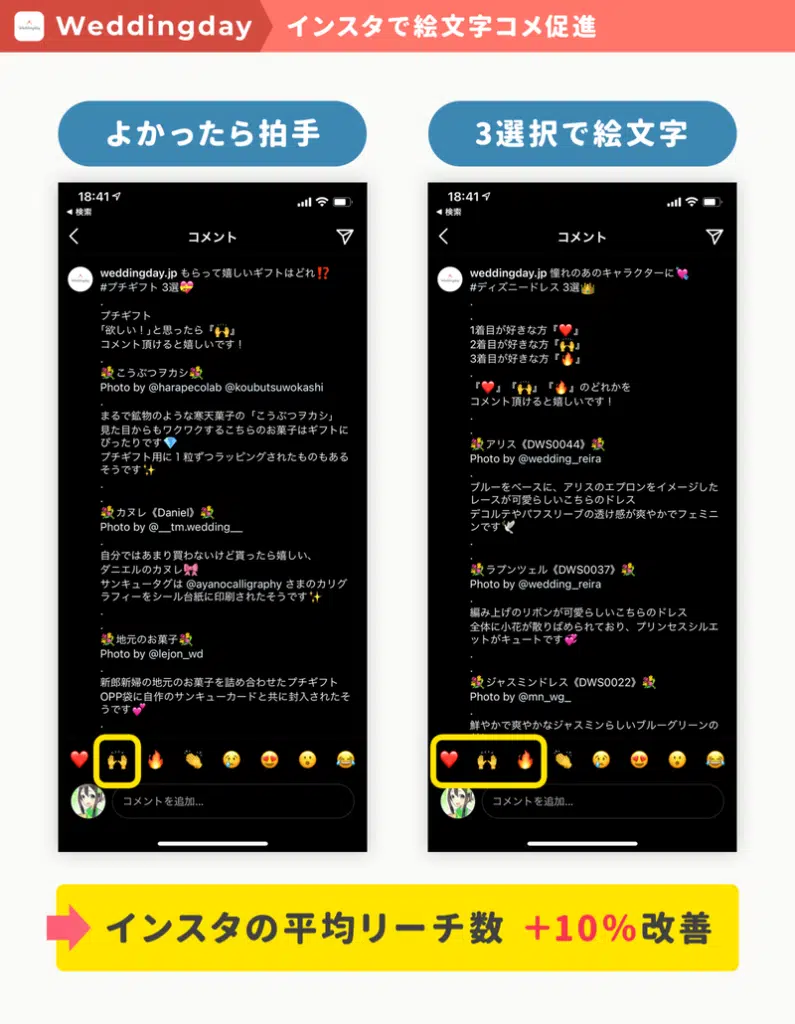 Weddingday インスタで絵文字コメ促進
よかったら拍手
18:41
◀ 検索
コメント
weddingday.jp もらって嬉しいギフトはどれ⁉️
#プチギフト 3選💝
.
プチギフト
「欲しい!」と思ったら『🙌』
コメント頂けると嬉しいです!
.
💐こうぶつヲカシ💐
Photo by @harapecolab @koubutsuwokashi
.
まるで鉱物のような寒天菓子の「こうぶつヲカシ」
見た目からもワクワクするこちらのお菓子はギフトに
ぴったりです💎
プチギフト用に1粒ずつラッピングされたものもある
そうです✨
.
.
💐カヌレ《Daniel》💐
Photo by @__tm.wedding__
.
自分ではあまり買わないけど貰ったら嬉しい、
ダニエルのカヌレ🎀
サンキュータグは @ayanocalligraphy さまのカリグ
ラフィーをシール台紙に印刷されたそうです✨
.
.
💐地元のお菓子💐
Photo by @lejon_wd
.
新郎新婦の地元のお菓子を詰め合わせたプチギフト
OPP袋に自作のサンキューカードと共に封入されたそ
うです💕
.
❤️🙌🔥👏😢😍😮😂
コメントを追加...
3選択で絵文字
18:41
◀ 検索
コメント
weddingday.jp 憧れのあのキャラクターに💘
#ディズニードレス 3選👑
.
.
1着目が好きな方『❤️』
2着目が好きな方『🙌』
3着目が好きな方『🔥』
.
『❤️』『🙌』『🔥』のどれかを
コメント頂けると嬉しいです!
.
.
💐アリス《DWS0044》💐
Photo by @wedding_reira
.
ブルーをベースに、アリスのエプロンをイメージした
レースが可愛らしいこちらのドレス
デコルテやパフスリーブの透け感が爽やかでフェミニ
ンです🕊
.
.
💐ラプンツェル《DWS0037》💐
Photo by @wedding_reira
.
編み上げのリボンが可愛らしいこちらのドレス
全体に小花が散りばめられており、プリンセスシルエ
ットがキュートです💞
.
.
💐ジャスミンドレス《DWS0022》💐
Photo by @mn_wg_
.
鮮やかで爽やかなジャスミンらしいブルーグリーンの
❤️🙌🔥👏😢😍😮😂
コメントを追加...
インスタの平均リーチ数 +10%改善